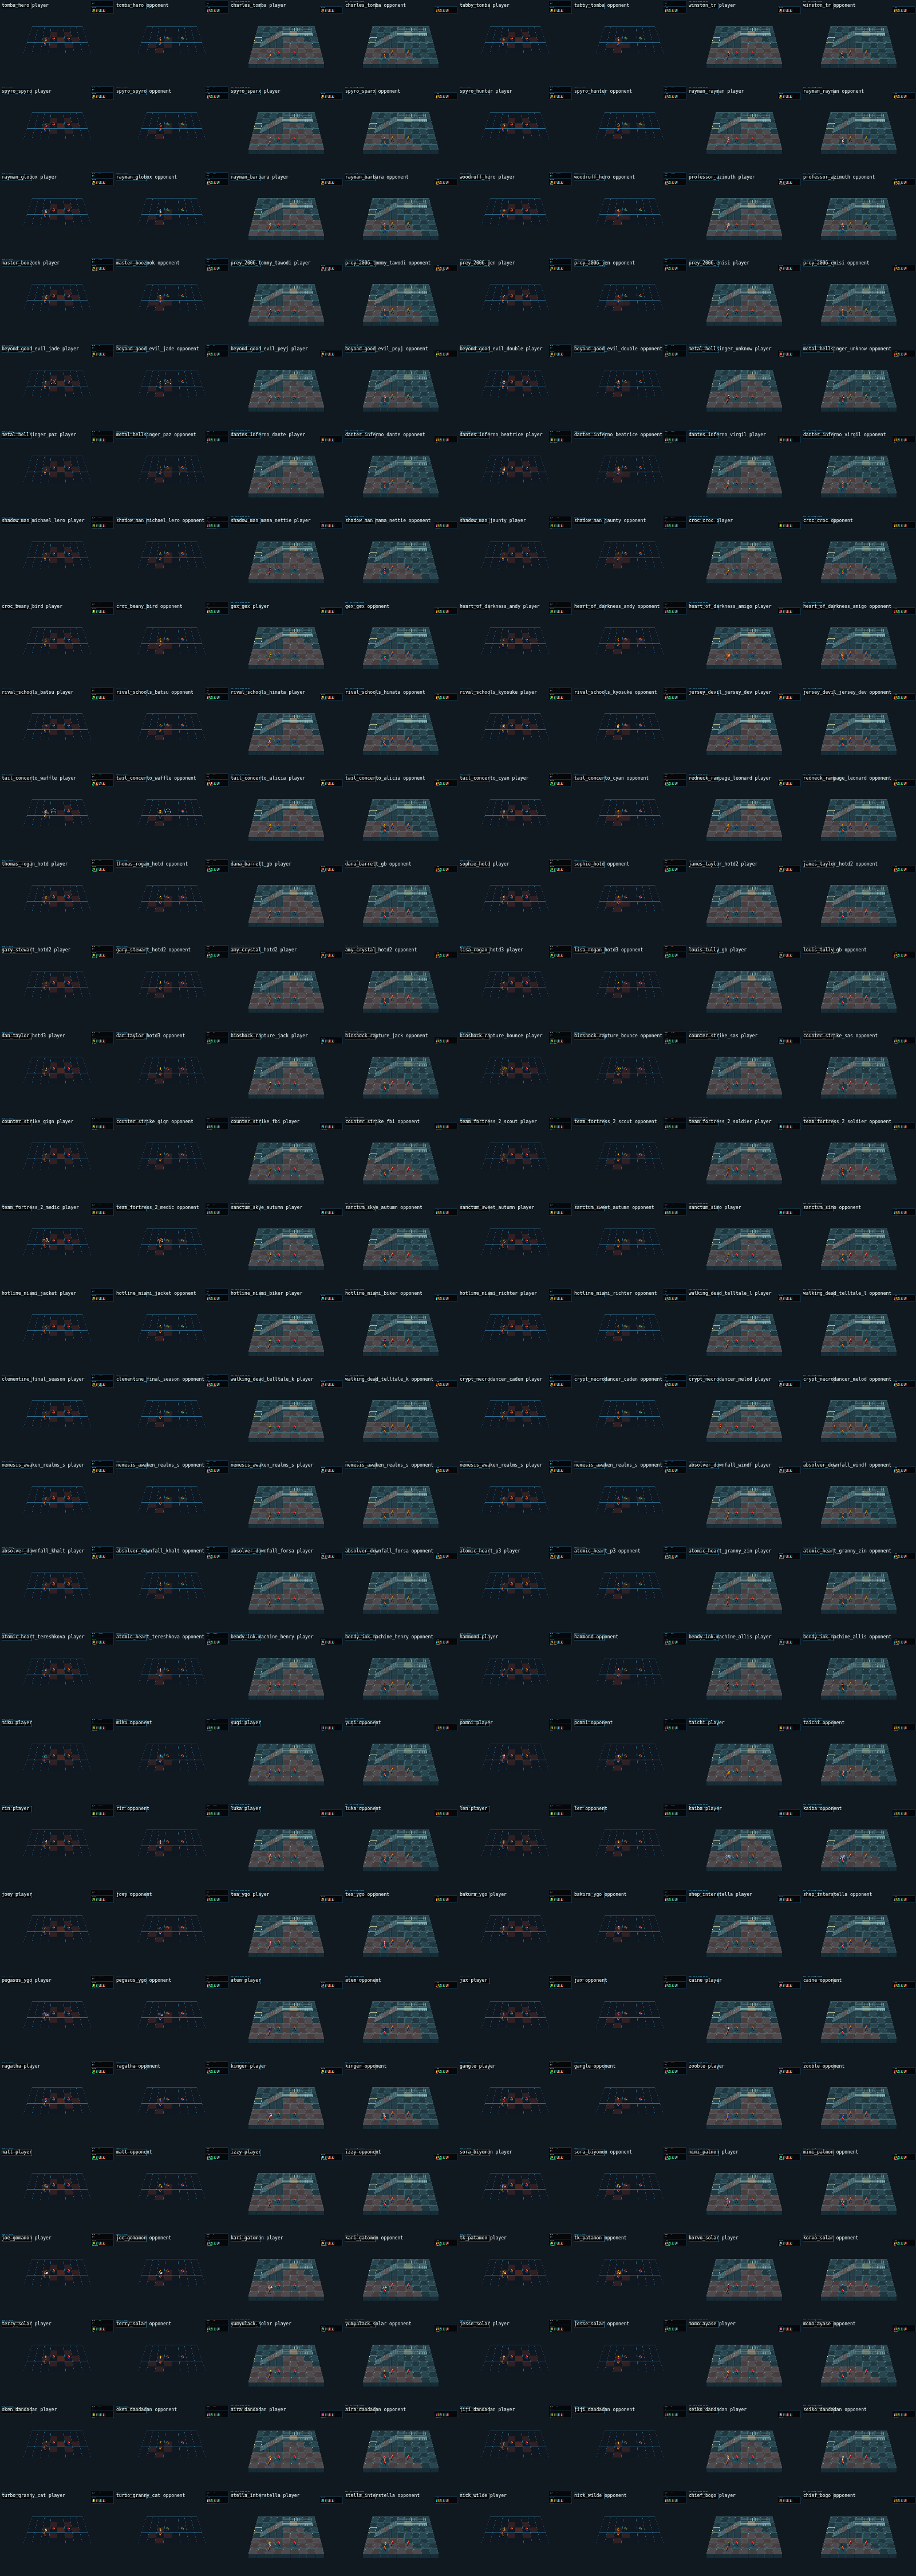 tomba_hero player tomba_hero opponent charles_tomba player charles_tomba opponent tabby_tomba player tabby_tomba opponent winston_tr player winston_tr opponent
spyro_spyro player spyro_spyro opponent spyro_sparx player spyro_sparx opponent spyro_hunter player spyro_hunter opponent rayman_rayman player rayman_rayman opponent
rayman_globox player rayman_globox opponent rayman_barbara player rayman_barbara opponent woodruff_hero player woodruff_hero opponent professor_azimuth player professor_azimuth opponent
master_boozook player master_boozook opponent prey_2006_tommy_tawodi player prey_2006_tommy_tawodi opponent prey_2006_jen player prey_2006_jen opponent prey_2006_enisi player prey_2006_enisi opponent
beyond_good_evil_jade player beyond_good_evil_jade opponent beyond_good_evil_peyj player beyond_good_evil_peyj opponent beyond_good_evil_double player beyond_good_evil_double opponent metal_hellsinger_unknow player metal_hellsinger_unknow opponent
metal_hellsinger_paz player metal_hellsinger_paz opponent dantes_inferno_dante player dantes_inferno_dante opponent dantes_inferno_beatrice player dantes_inferno_beatrice opponent dantes_inferno_virgil player dantes_inferno_virgil opponent
shadow_man_michael_lero player shadow_man_michael_lero opponent shadow_man_mama_nettie player shadow_man_mama_nettie opponent shadow_man_jaunty player shadow_man_jaunty opponent croc_croc player croc_croc opponent
croc_beany_bird player croc_beany_bird opponent gex_gex player gex_gex opponent heart_of_darkness_andy player heart_of_darkness_andy opponent heart_of_darkness_amigo player heart_of_darkness_amigo opponent
rival_schools_batsu player rival_schools_batsu opponent rival_schools_hinata player rival_schools_hinata opponent rival_schools_kyosuke player rival_schools_kyosuke opponent jersey_devil_jersey_dev player jersey_devil_jersey_dev opponent
tail_concerto_waffle player tail_concerto_waffle opponent tail_concerto_alicia player tail_concerto_alicia opponent tail_concerto_cyan player tail_concerto_cyan opponent redneck_rampage_leonard player redneck_rampage_leonard opponent
thomas_rogan_hotd player thomas_rogan_hotd opponent dana_barrett_gb player dana_barrett_gb opponent sophie_hotd player sophie_hotd opponent james_taylor_hotd2 player james_taylor_hotd2 opponent
gary_stewart_hotd2 player gary_stewart_hotd2 opponent amy_crystal_hotd2 player amy_crystal_hotd2 opponent lisa_rogan_hotd3 player lisa_rogan_hotd3 opponent louis_tully_gb player louis_tully_gb opponent
dan_taylor_hotd3 player dan_taylor_hotd3 opponent bioshock_rapture_jack player bioshock_rapture_jack opponent bioshock_rapture_bounce player bioshock_rapture_bounce opponent counter_strike_sas player counter_strike_sas opponent
counter_strike_gign player counter_strike_gign opponent counter_strike_fbi player counter_strike_fbi opponent team_fortress_2_scout player team_fortress_2_scout opponent team_fortress_2_soldier player team_fortress_2_soldier opponent
team_fortress_2_medic player team_fortress_2_medic opponent sanctum_skye_autumn player sanctum_skye_autumn opponent sanctum_sweet_autumn player sanctum_sweet_autumn opponent sanctum_simo player sanctum_simo opponent
hotline_miami_jacket player hotline_miami_jacket opponent hotline_miami_biker player hotline_miami_biker opponent hotline_miami_richter player hotline_miami_richter opponent walking_dead_telltale_l player walking_dead_telltale_l opponent
clementine_final_season player clementine_final_season opponent walking_dead_telltale_k player walking_dead_telltale_k opponent crypt_necrodancer_caden player crypt_necrodancer_caden opponent crypt_necrodancer_melod player crypt_necrodancer_melod opponent
nemesis_awaken_realms_s player nemesis_awaken_realms_s opponent nemesis_awaken_realms_s player nemesis_awaken_realms_s opponent nemesis_awaken_realms_s player nemesis_awaken_realms_s opponent absolver_downfall_windf player absolver_downfall_windf opponent
absolver_downfall_khalt player absolver_downfall_khalt opponent absolver_downfall_forsa player absolver_downfall_forsa opponent atomic_heart_p3 player atomic_heart_p3 opponent atomic_heart_granny_zin player atomic_heart_granny_zin opponent
atomic_heart_tereshkova player atomic_heart_tereshkova opponent bendy_ink_machine_henry player bendy_ink_machine_henry opponent hammond player hammond opponent bendy_ink_machine_allis player bendy_ink_machine_allis opponent
miku player miku opponent yugi player yugi opponent pomni player pomni opponent taichi player taichi opponent
rin player rin opponent luka player luka opponent len player len opponent kaiba player kaiba opponent
joey player joey opponent tea_ygo player tea_ygo opponent bakura_ygo player bakura_ygo opponent shep_interstella player shep_interstella opponent
pegasus_ygo player pegasus_ygo opponent atem player atem opponent jax player jax opponent caine player caine opponent
ragatha player ragatha opponent kinger player kinger opponent gangle player gangle opponent zooble player zooble opponent
matt player matt opponent izzy player izzy opponent sora_biyomon player sora_biyomon opponent mimi_palmon player mimi_palmon opponent
joe_gomamon player joe_gomamon opponent kari_gatomon player kari_gatomon opponent tk_patamon player tk_patamon opponent korvo_solar player korvo_solar opponent
terry_solar player terry_solar opponent yumyulack_solar player yumyulack_solar opponent jesse_solar player jesse_solar opponent momo_ayase player momo_ayase opponent
oken_dandadan player oken_dandadan opponent aira_dandadan player aira_dandadan opponent jiji_dandadan player jiji_dandadan opponent seiko_dandadan player seiko_dandadan opponent
turbo_granny_cat player turbo_granny_cat opponent stella_interstella player stella_interstella opponent nick_wilde player nick_wilde opponent chief_bogo player chief_bogo opponent